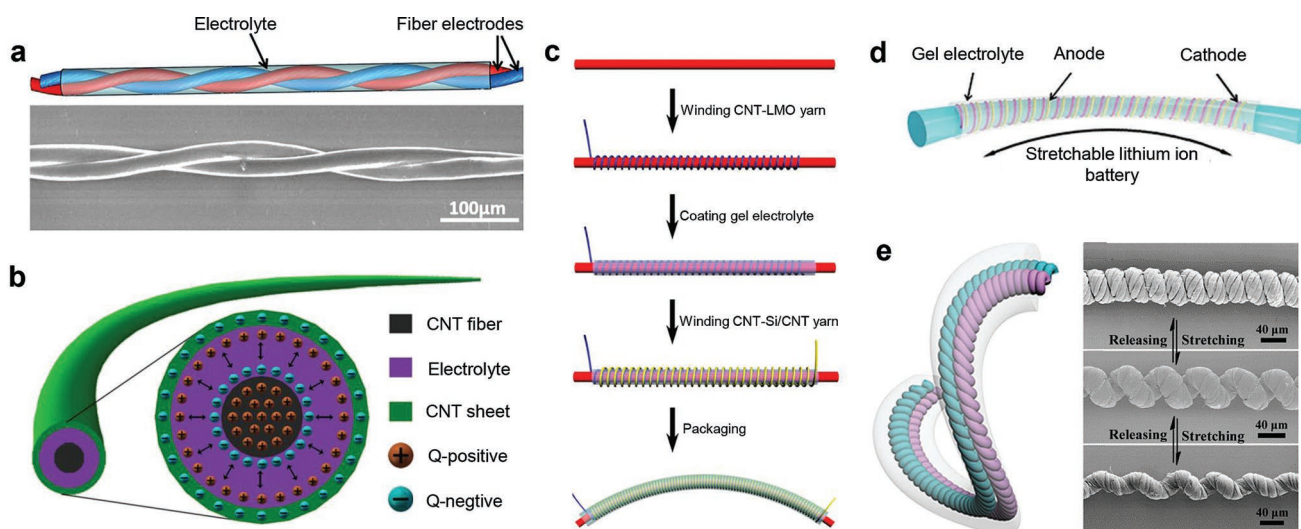 a
Electrolyte
Fiber electrodes
100μm
b
CNT fiber
Electrolyte
CNT sheet
+ Q-positive
− Q-negtive
c
Winding CNT-LMO yarn
Coating gel electrolyte
Winding CNT-Si/CNT yarn
Packaging
d
Gel electrolyte
Anode
Cathode
Stretchable lithium ion
battery
e
Releasing Stretching
40 μm
40 μm
Releasing Stretching
40 μm